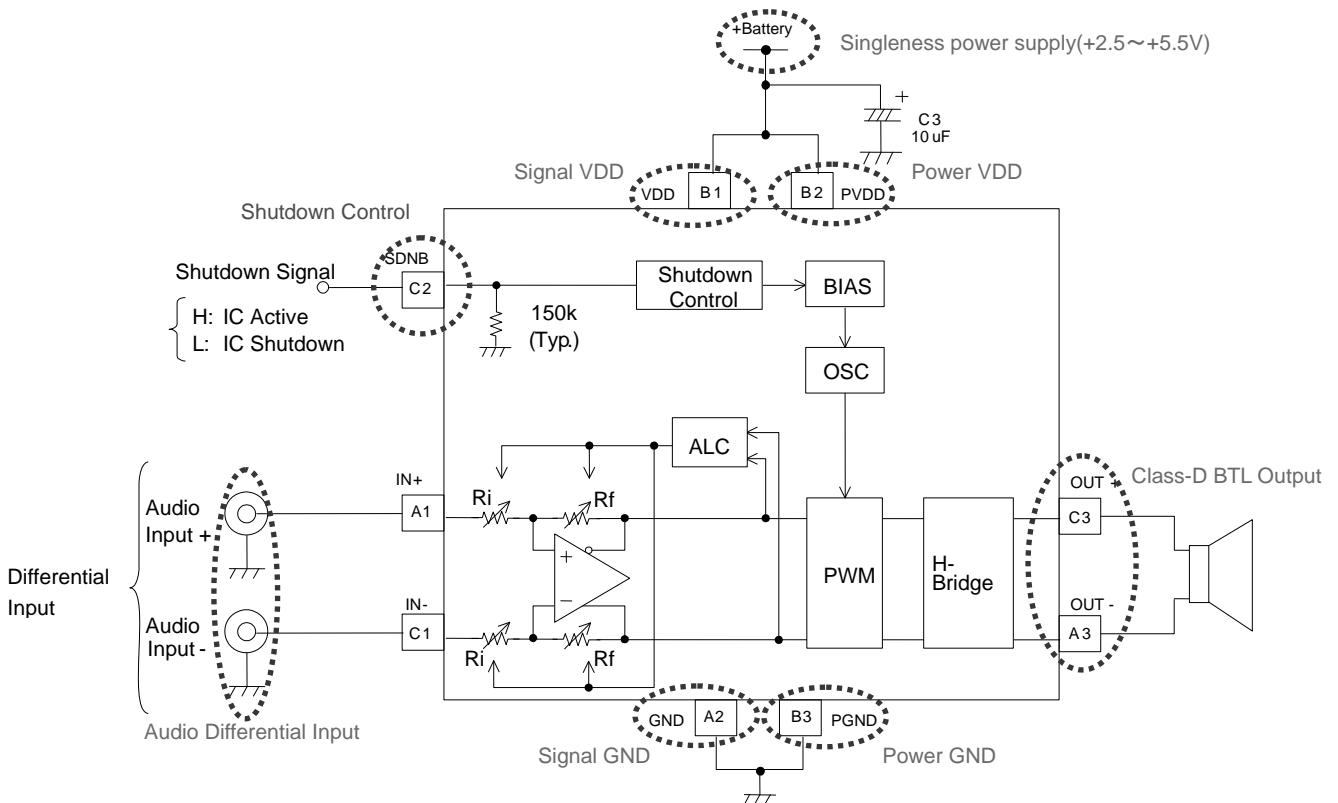 +Battery
Singleness power supply(+2.5～+5.5V)
+
C3
10 uF
Signal VDD
Power VDD
VDD
B1
B2
PVDD
Shutdown Control
SDNB
Shutdown Signal
C2
H: IC Active
L: IC Shutdown
150k
(Typ.)
Shutdown
Control
BIAS
OSC
ALC
Class-D BTL Output
IN+
OUT +
Audio
Input +
A1
Ri
Rf
C3
+
Differential
Input
PWM
H-
Bridge
−
IN-
OUT -
Audio
Input -
C1
Ri
Rf
A3
Audio Differential Input
GND
A2
B3
PGND
Signal GND
Power GND